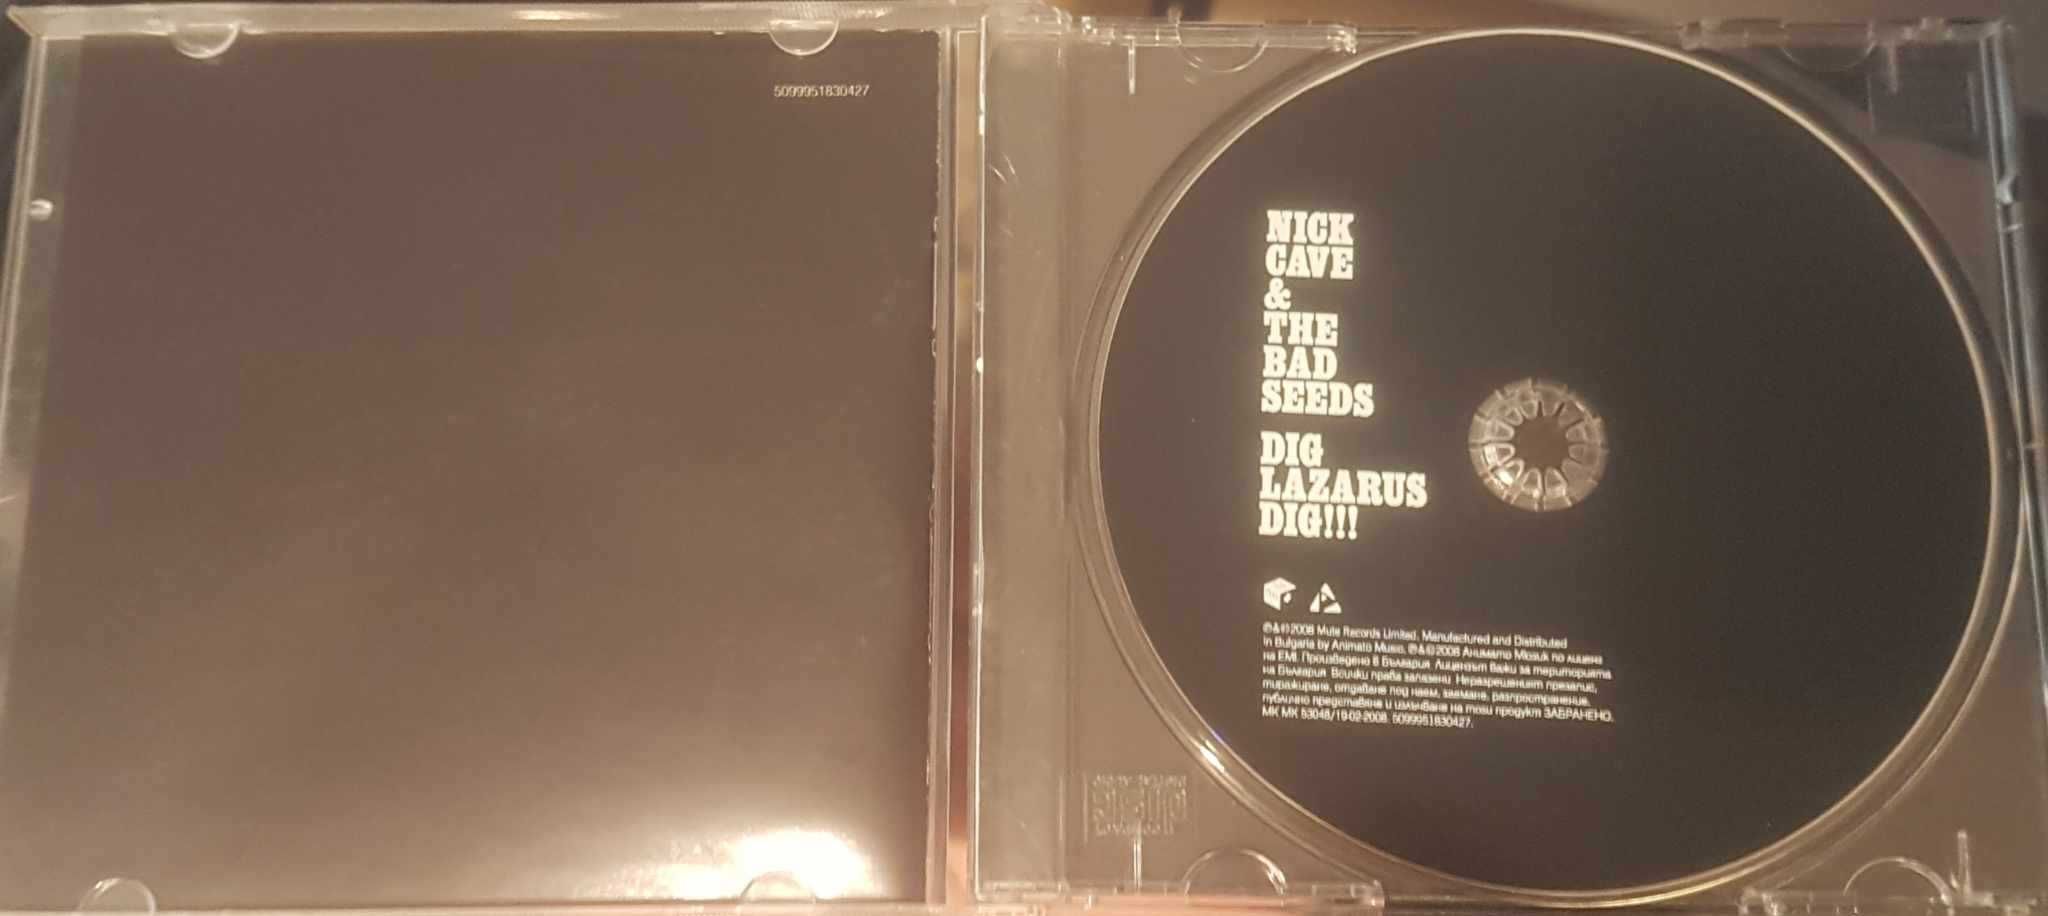 5099951830427
NICK
CAVE
&
THE
BAD
SEEDS
DIG
LAZARUS
DIG!!!
℗&©2008 Mute Records Limited. Manufactured and Distributed
in Bulgaria by Animato Music. ℗&©2008 Анимато Мюзик по лиценз
на EMI. Произведено в България. Лицензът важи за територията
на България. Всички права запазени. Неразрешеният презапис,
тиражиране, отдаване под наем, заемане, разпространение,
публично представяне и излъчване на този продукт ЗАБРАНЕНО.
МК МК 53048/19-02-2008. 5099951830427.